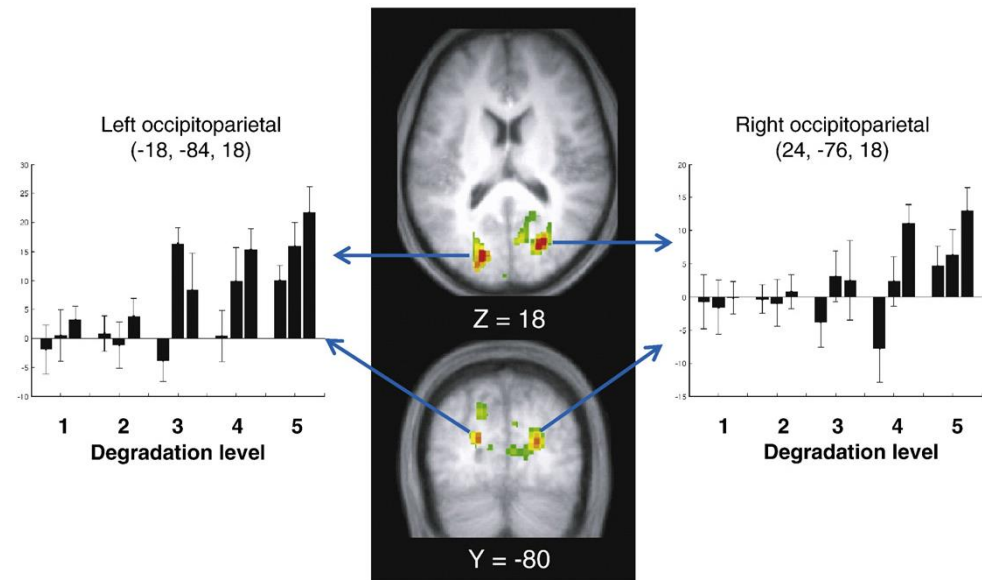 Left occipitoparietal
(-18, -84, 18)
30
25
20
15
10
5
0
-5
-10
1 2 3 4 5
Degradation level
Z = 18
Y = -80
Right occipitoparietal
(24, -76, 18)
20
15
10
5
0
-5
-10
-15
1 2 3 4 5
Degradation level